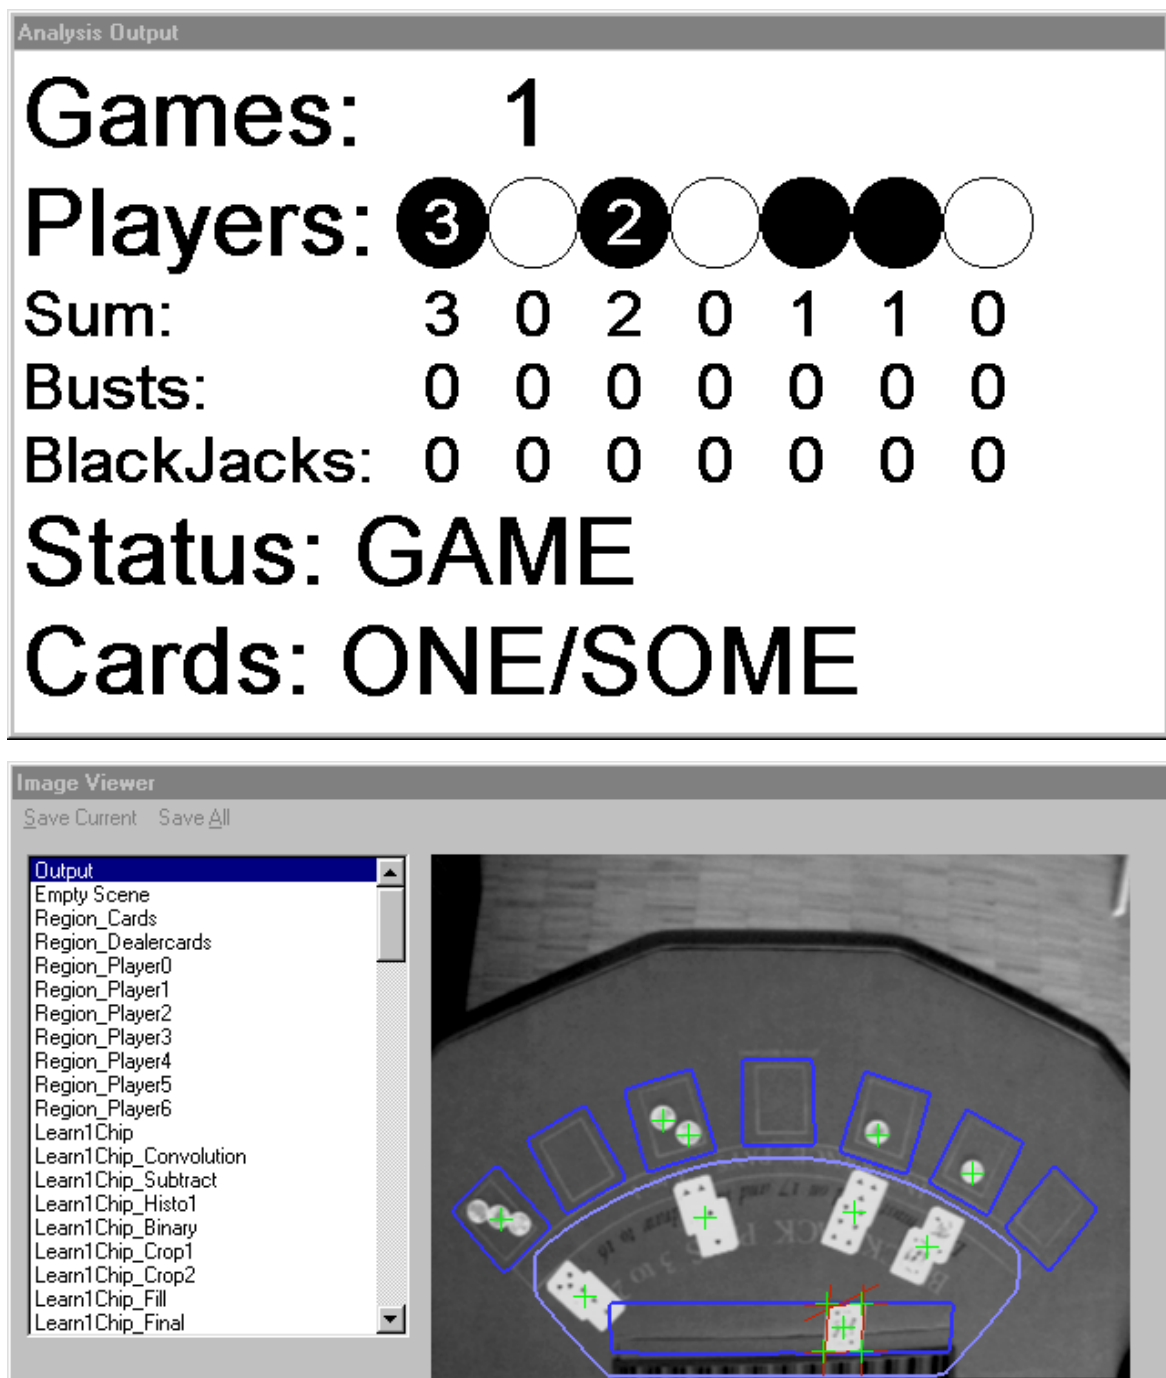 Analysis Output
Games: 1
Players: 3 2
Sum: 3 0 2 0 1 1 0
Busts: 0 0 0 0 0 0 0
BlackJacks: 0 0 0 0 0 0 0
Status: GAME
Cards: ONE/SOME
Image Viewer
Save Current Save All
Output
Empty Scene
Region_Cards
Region_Dealercards
Region_Player0
Region_Player1
Region_Player2
Region_Player3
Region_Player4
Region_Player5
Region_Player6
Learn1Chip
Learn1Chip_Convolution
Learn1Chip_Subtract
Learn1Chip_Histo1
Learn1Chip_Binary
Learn1Chip_Crop1
Learn1Chip_Crop2
Learn1Chip_Fill
Learn1Chip_Final